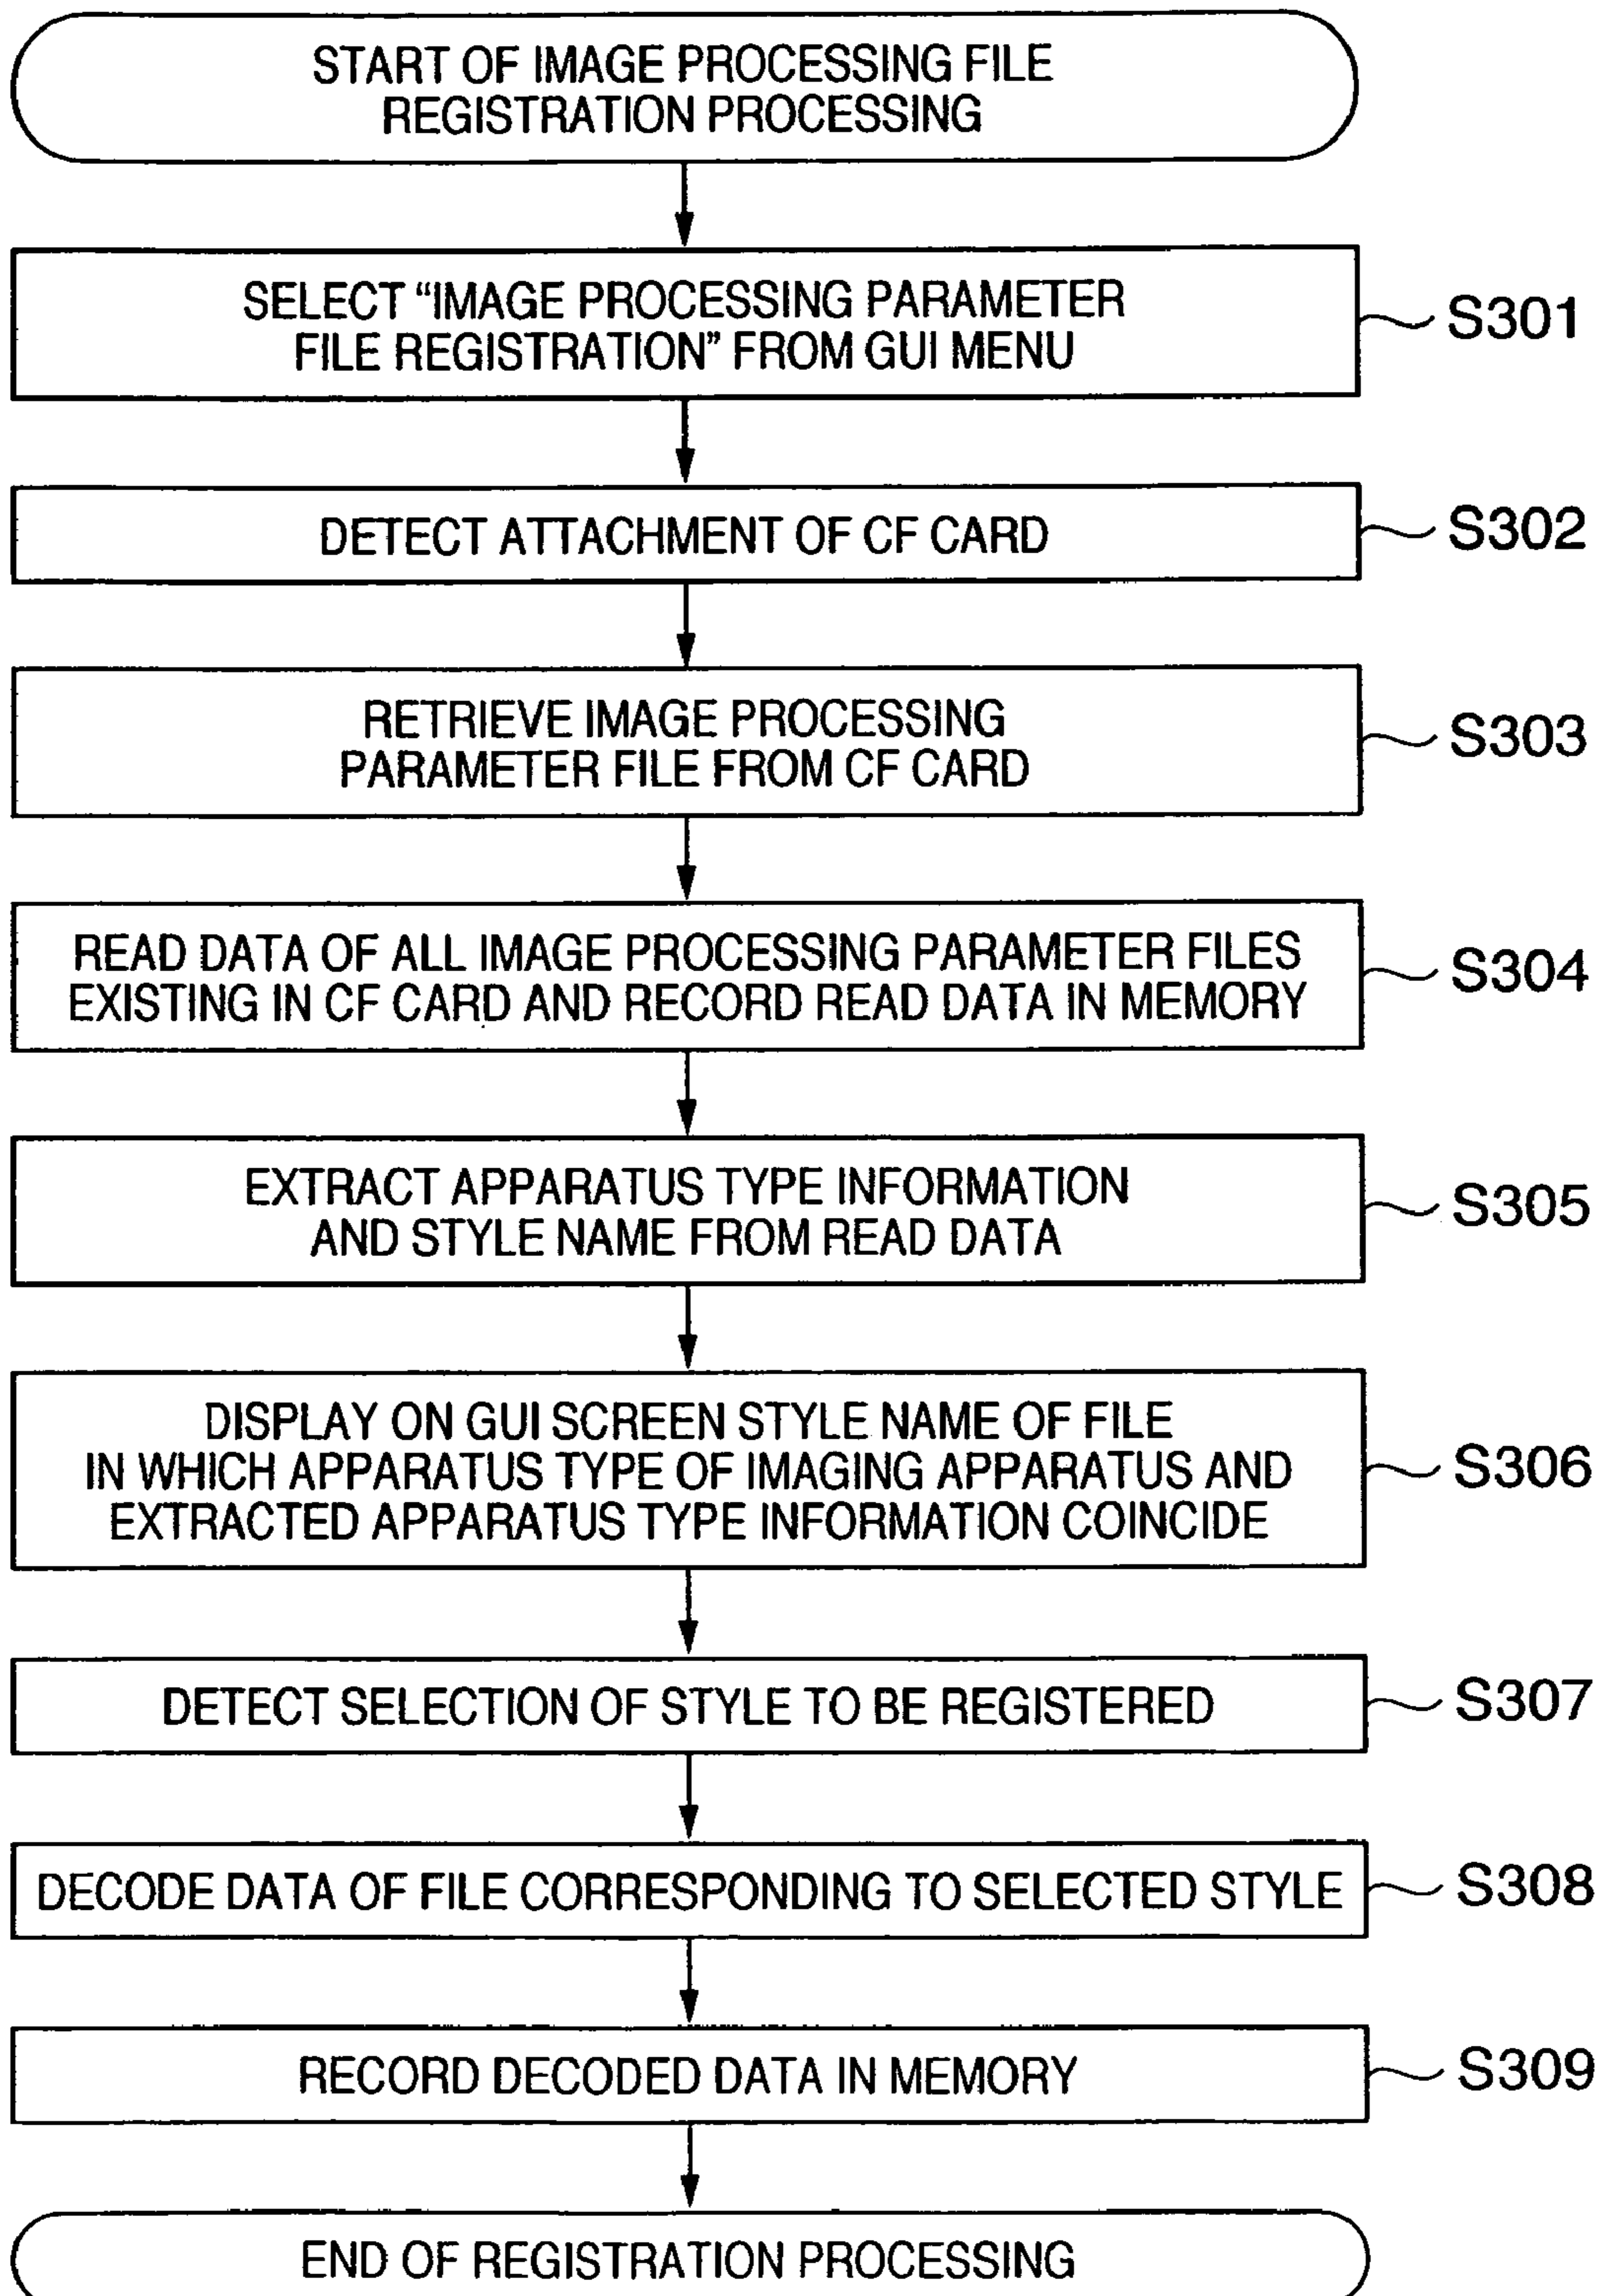 START OF IMAGE PROCESSING FILE
REGISTRATION PROCESSING
SELECT “IMAGE PROCESSING PARAMETER
FILE REGISTRATION” FROM GUI MENU
S301
DETECT ATTACHMENT OF CF CARD
S302
RETRIEVE IMAGE PROCESSING
PARAMETER FILE FROM CF CARD
S303
READ DATA OF ALL IMAGE PROCESSING PARAMETER FILES
EXISTING IN CF CARD AND RECORD READ DATA IN MEMORY
S304
EXTRACT APPARATUS TYPE INFORMATION
AND STYLE NAME FROM READ DATA
S305
DISPLAY ON GUI SCREEN STYLE NAME OF FILE
IN WHICH APPARATUS TYPE OF IMAGING APPARATUS AND
EXTRACTED APPARATUS TYPE INFORMATION COINCIDE
S306
DETECT SELECTION OF STYLE TO BE REGISTERED
S307
DECODE DATA OF FILE CORRESPONDING TO SELECTED STYLE
S308
RECORD DECODED DATA IN MEMORY
S309
END OF REGISTRATION PROCESSING